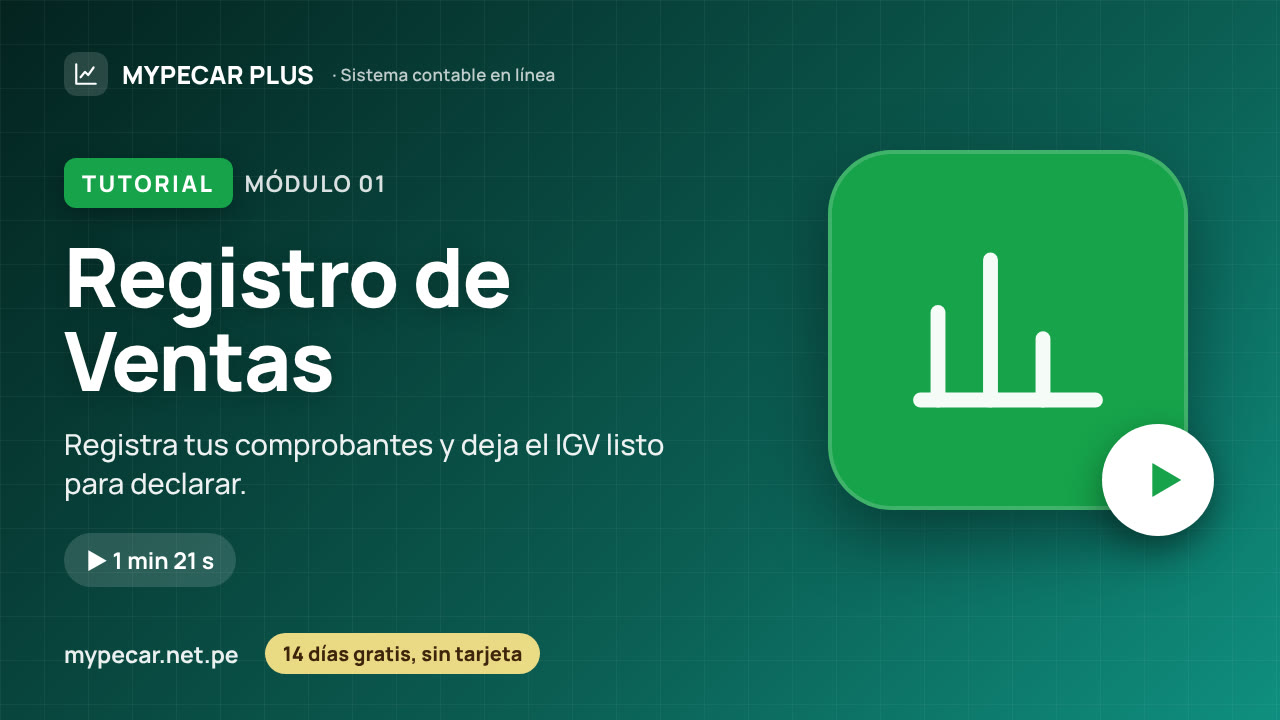 MYPECAR PLUS · Sistema contable en línea
TUTORIAL MÓDULO 01
Registro de
Ventas
Registra tus comprobantes y deja el IGV listo
para declarar.
▶ 1 min 21 s
mypecar.net.pe 14 días gratis, sin tarjeta